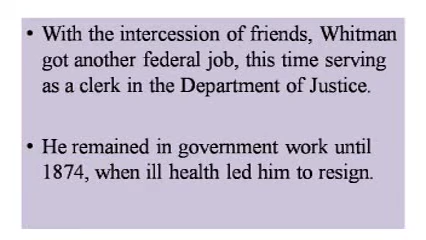 • With the intercession of friends, Whitman
got another federal job, this time serving
as a clerk in the Department of Justice.
• He remained in government work until
1874, when ill health led him to resign.